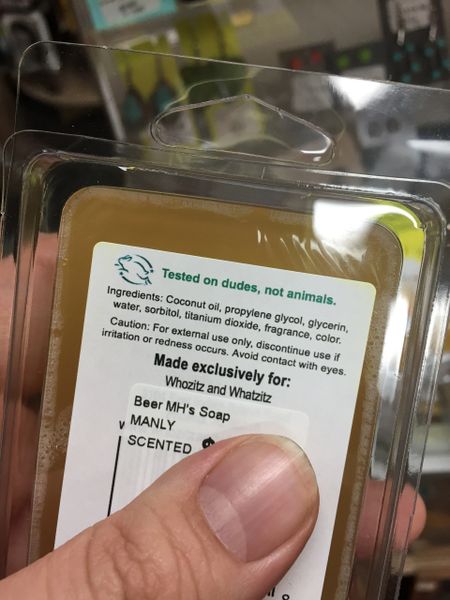 Tested on dudes, not animals.
Ingredients: Coconut oil, propylene glycol, glycerin,
water, sorbitol, titanium dioxide, fragrance, color.
Caution: For external use only, discontinue use if
irritation or redness occurs. Avoid contact with eyes.
Made exclusively for:
Whozitz and Whatzitz
Beer MH's Soap
MANLY
SCENTED